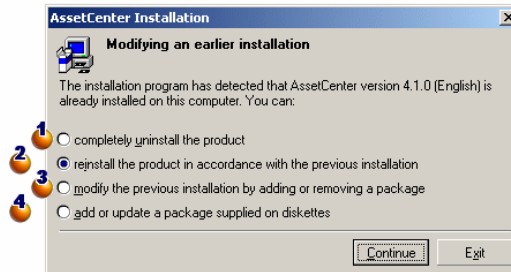 AssetCenter Installation
Modifying an earlier installation
The installation program has detected that AssetCenter version 4.1.0 (English) is
already installed on this computer. You can:
1 completely uninstall the product
2 reinstall the product in accordance with the previous installation
3 modify the previous installation by adding or removing a package
4 add or update a package supplied on diskettes
Continue Exit